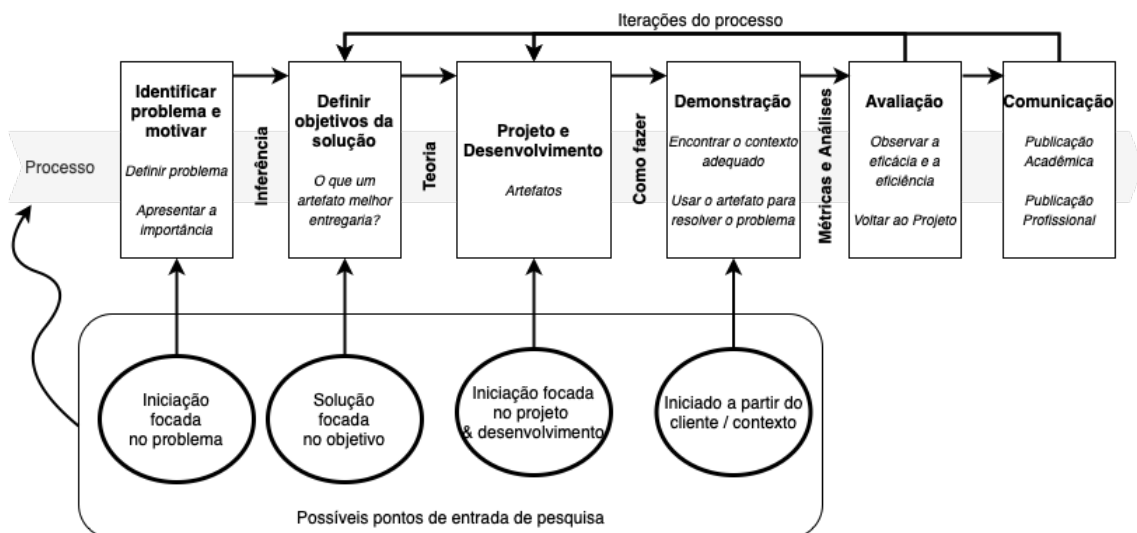 Iterações do processo
Processo
Identificar
problema e
motivar
Definir problema
Apresentar a
importância
Inferência
Definir
objetivos da
solução
O que um
artefato melhor
entregaria?
Teoria
Projeto e
Desenvolvimento
Artefatos
Como fazer
Demonstração
Encontrar o contexto
adequado
Usar o artefato para
resolver o problema
Métricas e Análises
Avaliação
Observar a
eficácia e a
eficiência
Voltar ao Projeto
Comunicação
Publicação
Acadêmica
Publicação
Profissional
Iniciação
focada
no problema
Solução
focada
no objetivo
Iniciação focada
no projeto
& desenvolvimento
Iniciado a partir do
cliente / contexto
Possíveis pontos de entrada de pesquisa